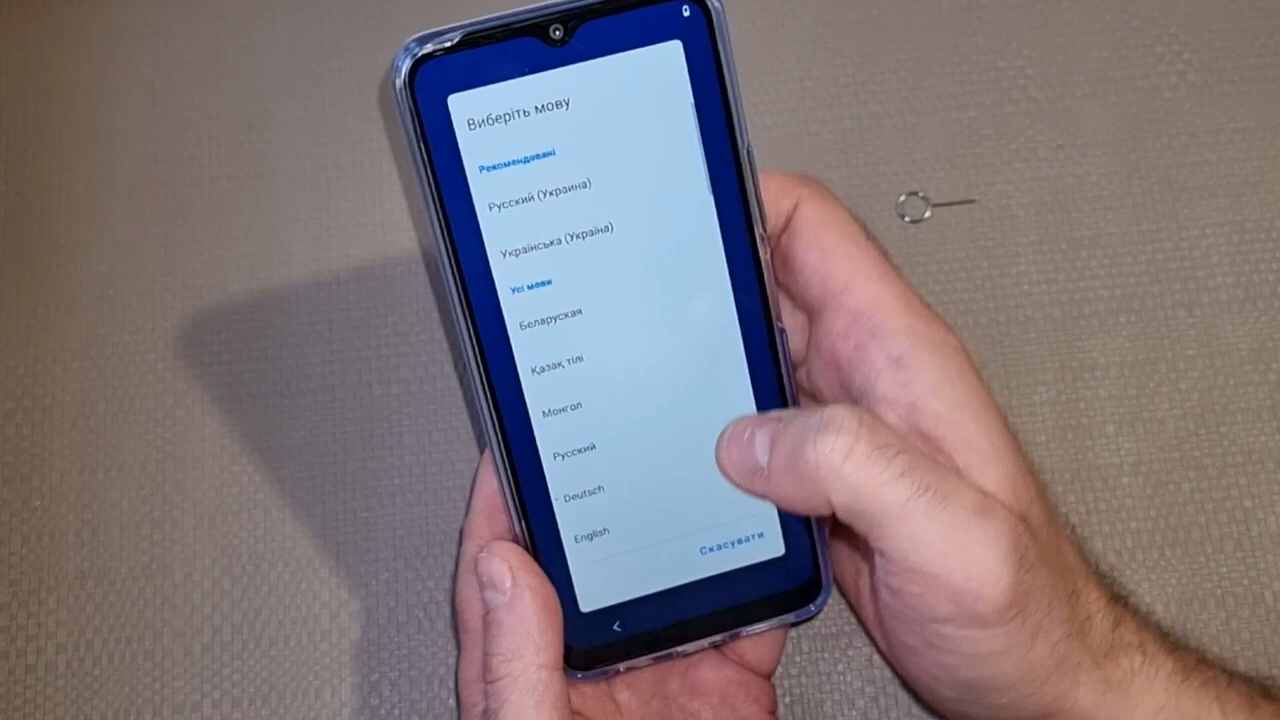 Виберіть мову
Рекомендовані
Русский (Украина)
Українська (Україна)
Усі мови
Беларуская
Қазақ тілі
Монгол
Русский
Deutsch
English
Скасувати